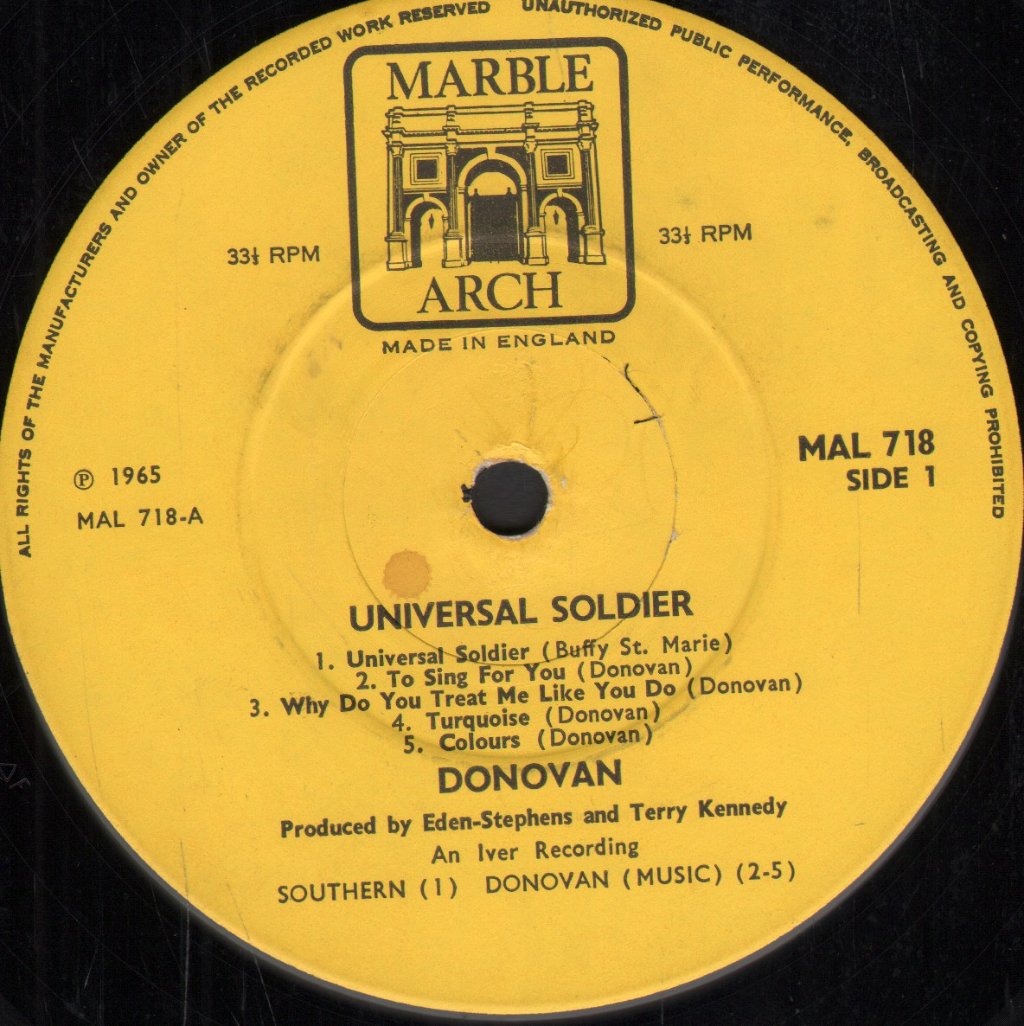 ALL RIGHTS OF THE MANUFACTURERS AND OWNER OF THE RECORDED WORK RESERVED
UNAUTHORIZED PUBLIC PERFORMANCE, BROADCASTING AND COPYING PROHIBITED
MARBLE
ARCH
33⅓ RPM
33⅓ RPM
MADE IN ENGLAND
MAL 718
SIDE 1
℗ 1965
MAL 718-A
UNIVERSAL SOLDIER
1. Universal Soldier (Buffy St. Marie)
2. To Sing For You (Donovan)
3. Why Do You Treat Me Like You Do (Donovan)
4. Turquoise (Donovan)
5. Colours (Donovan)
DONOVAN
Produced by Eden-Stephens and Terry Kennedy
An Iver Recording
SOUTHERN (1) DONOVAN (MUSIC) (2-5)